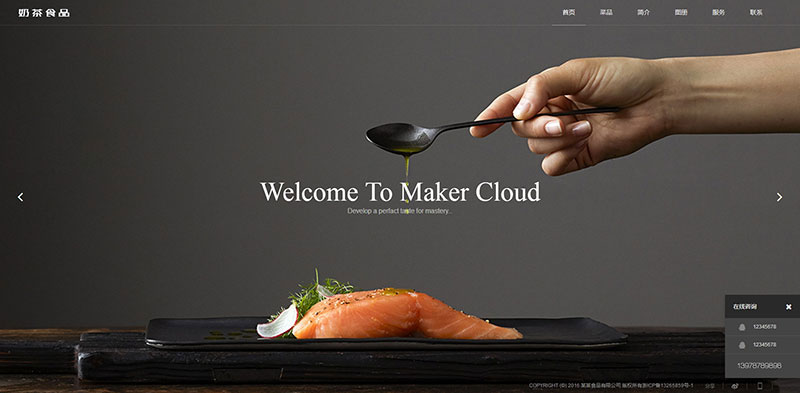 奶茶食品
首页 菜品 简介 图册 服务 联系
Welcome To Maker Cloud
Develop a perfact taste for mastery...
在线咨询
12345678
12345678
13978789898
COPYRIGHT (©) 2016 某某食品有限公司 版权所有浙ICP备13265859号-1 分享